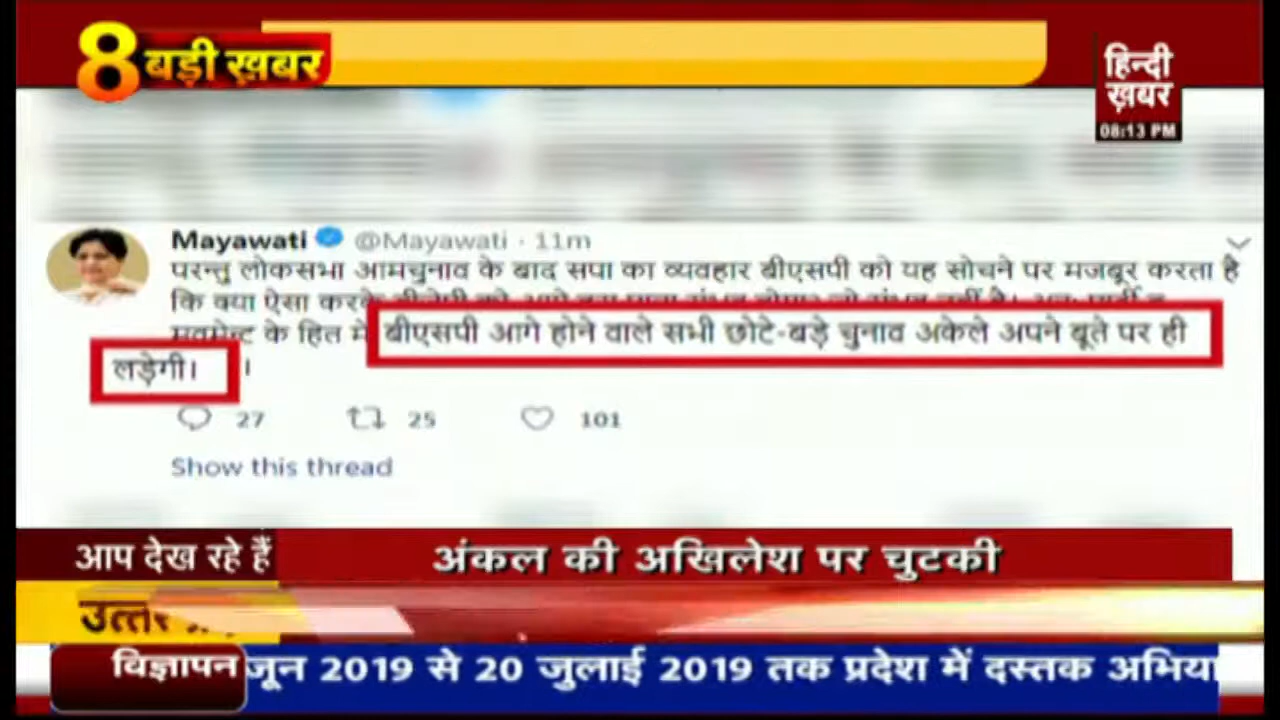 8 बड़ी ख़बर
हिन्दी
ख़बर
08:13 PM
Mayawati @Mayawati · 11m
परन्तु लोकसभा आमचुनाव के बाद सपा का व्यवहार बीएसपी को यह सोचने पर मजबूर करता है
कि क्या ऐसा करके
मूवमेन्ट के हित में बीएसपी आगे होने वाले सभी छोटे-बड़े चुनाव अकेले अपने बूते पर ही
लड़ेगी। ।
27 25 101
Show this thread
आप देख रहे हैं अंकल की अखिलेश पर चुटकी
विज्ञापन जून 2019 से 20 जुलाई 2019 तक प्रदेश में दस्तक अभिया